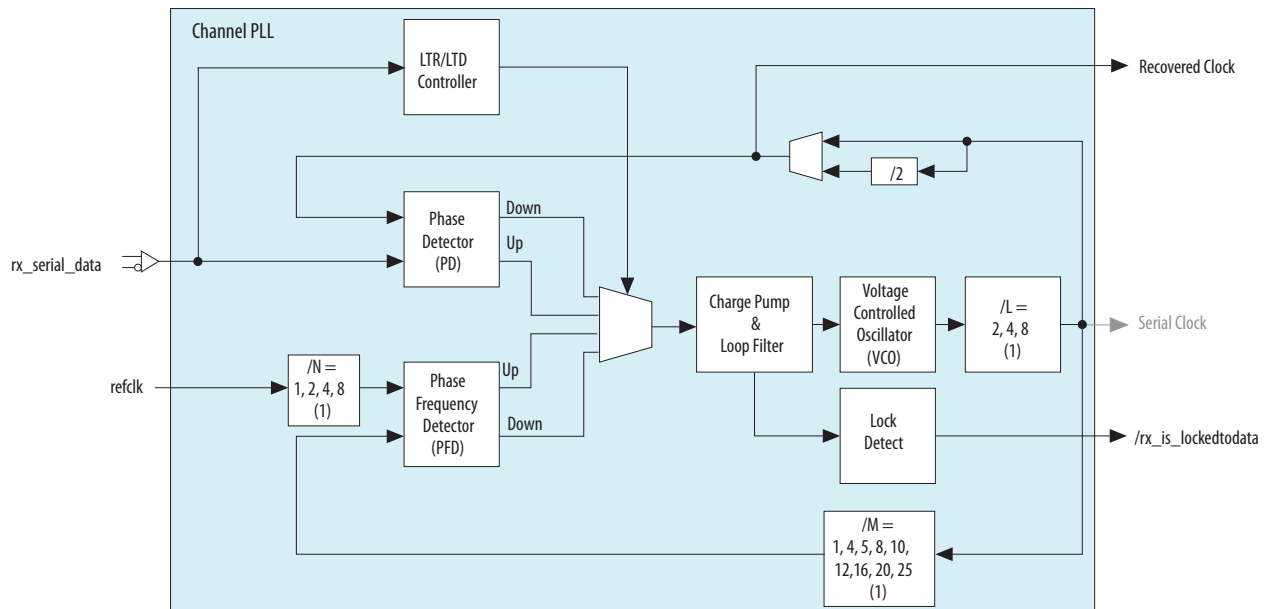 Channel PLL
LTR/LTD
Controller
Recovered Clock
/2
Down
Phase
Detector
(PD)
Up
rx_serial_data
Charge Pump
&
Loop Filter
Voltage
Controlled
Oscillator
(VCO)
/L =
2, 4, 8
(1)
Serial Clock
refclk
/N =
1, 2, 4, 8
(1)
Up
Phase
Frequency
Detector
(PFD)
Down
Lock
Detect
/rx_is_lockedtodata
/M =
1, 4, 5, 8, 10,
12,16, 20, 25
(1)